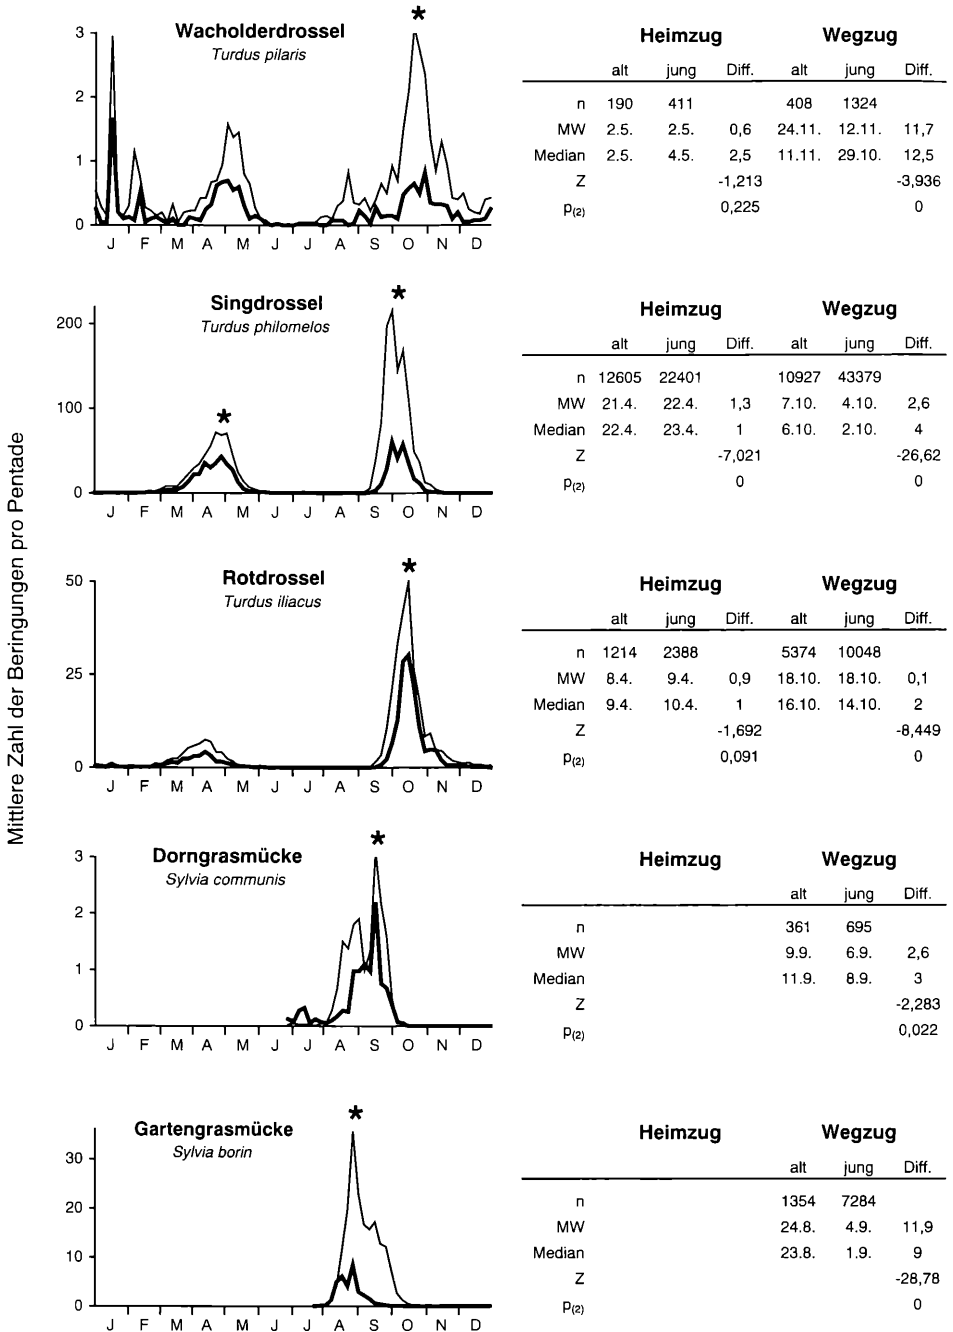 Mittlere Zahl der Beringungen pro Pentade
Wacholderdrossel
Turdus pilaris
*
3
2
1
0
J F M A M J J A S O N D
Heimzug Wegzug
alt jung Diff. alt jung Diff.
n 190 411 408 1324
MW 2.5. 2.5. 0,6 24.11. 12.11. 11,7
Median 2.5. 4.5. 2,5 11.11. 29.10. 12,5
Z -1,213 -3,936
p(2) 0,225 0
Singdrossel
Turdus philomelos
* *
200
100
0
J F M A M J J A S O N D
Heimzug Wegzug
alt jung Diff. alt jung Diff.
n 12605 22401 10927 43379
MW 21.4. 22.4. 1,3 7.10. 4.10. 2,6
Median 22.4. 23.4. 1 6.10. 2.10. 4
Z -7,021 -26,62
p(2) 0 0
Rotdrossel
Turdus iliacus
*
50
25
0
J F M A M J J A S O N D
Heimzug Wegzug
alt jung Diff. alt jung Diff.
n 1214 2388 5374 10048
MW 8.4. 9.4. 0,9 18.10. 18.10. 0,1
Median 9.4. 10.4. 1 16.10. 14.10. 2
Z -1,692 -8,449
p(2) 0,091 0
Dorngrasmücke
Sylvia communis
*
3
2
1
0
J F M A M J J A S O N D
Heimzug Wegzug
alt jung Diff.
n 361 695
MW 9.9. 6.9. 2,6
Median 11.9. 8.9. 3
Z -2,283
p(2) 0,022
Gartengrasmücke
Sylvia borin
*
30
20
10
0
J F M A M J J A S O N D
Heimzug Wegzug
alt jung Diff.
n 1354 7284
MW 24.8. 4.9. 11,9
Median 23.8. 1.9. 9
Z -28,78
p(2) 0